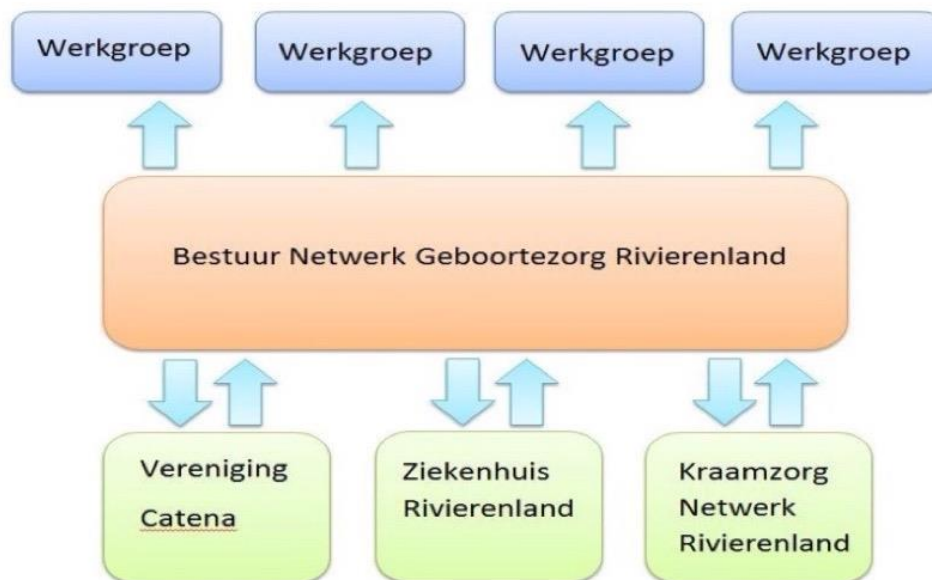 Werkgroep
Werkgroep
Werkgroep
Werkgroep
Bestuur Netwerk Geboortezorg Rivierenland
Vereniging
Catena
Ziekenhuis
Rivierenland
Kraamzorg
Netwerk
Rivierenland